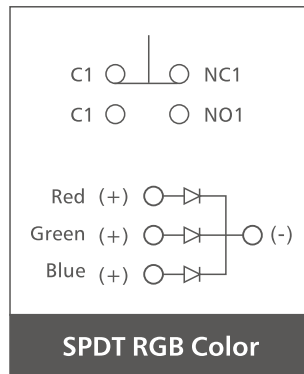 C1 NC1
C1 NO1
Red (+)
Green (+) (-)
Blue (+)
SPDT RGB Color